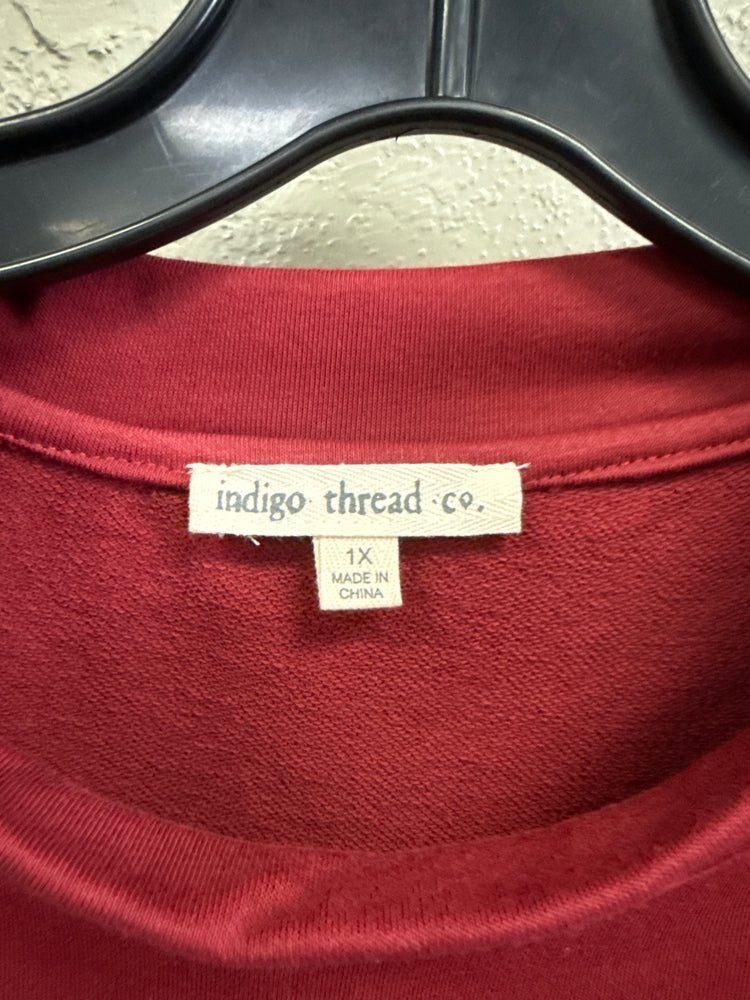 indigo thread co.
1X
MADE IN
CHINA